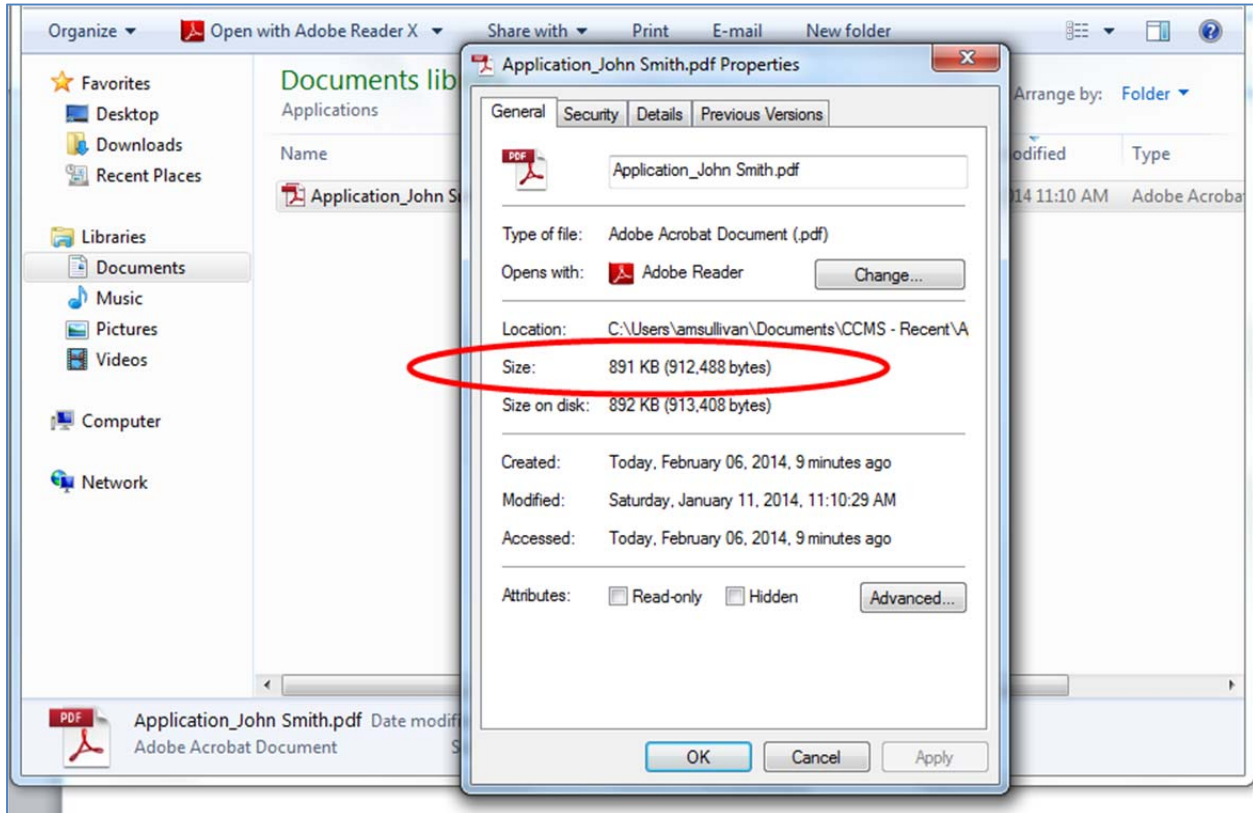 Organize Open with Adobe Reader X Share with Print E-mail New folder
Application_John Smith.pdf Properties
Favorites
Desktop
Downloads
Recent Places
Libraries
Documents
Music
Pictures
Videos
Computer
Network
Documents lib
Applications
Arrange by: Folder
Name odified Type
Application_John S 014 11:10 AM Adobe Acroba
General Security Details Previous Versions
PDF
Application_John Smith.pdf
Type of file: Adobe Acrobat Document (.pdf)
Opens with: Adobe Reader Change...
Location: C:\Users\amsullivan\Documents\CCMS - Recent\A
Size: 891 KB (912,488 bytes)
Size on disk: 892 KB (913,408 bytes)
Created: Today, February 06, 2014, 9 minutes ago
Modified: Saturday, January 11, 2014, 11:10:29 AM
Accessed: Today, February 06, 2014, 9 minutes ago
Attributes: Read-only Hidden Advanced...
OK Cancel Apply
PDF
Application_John Smith.pdf Date modifi
Adobe Acrobat Document S